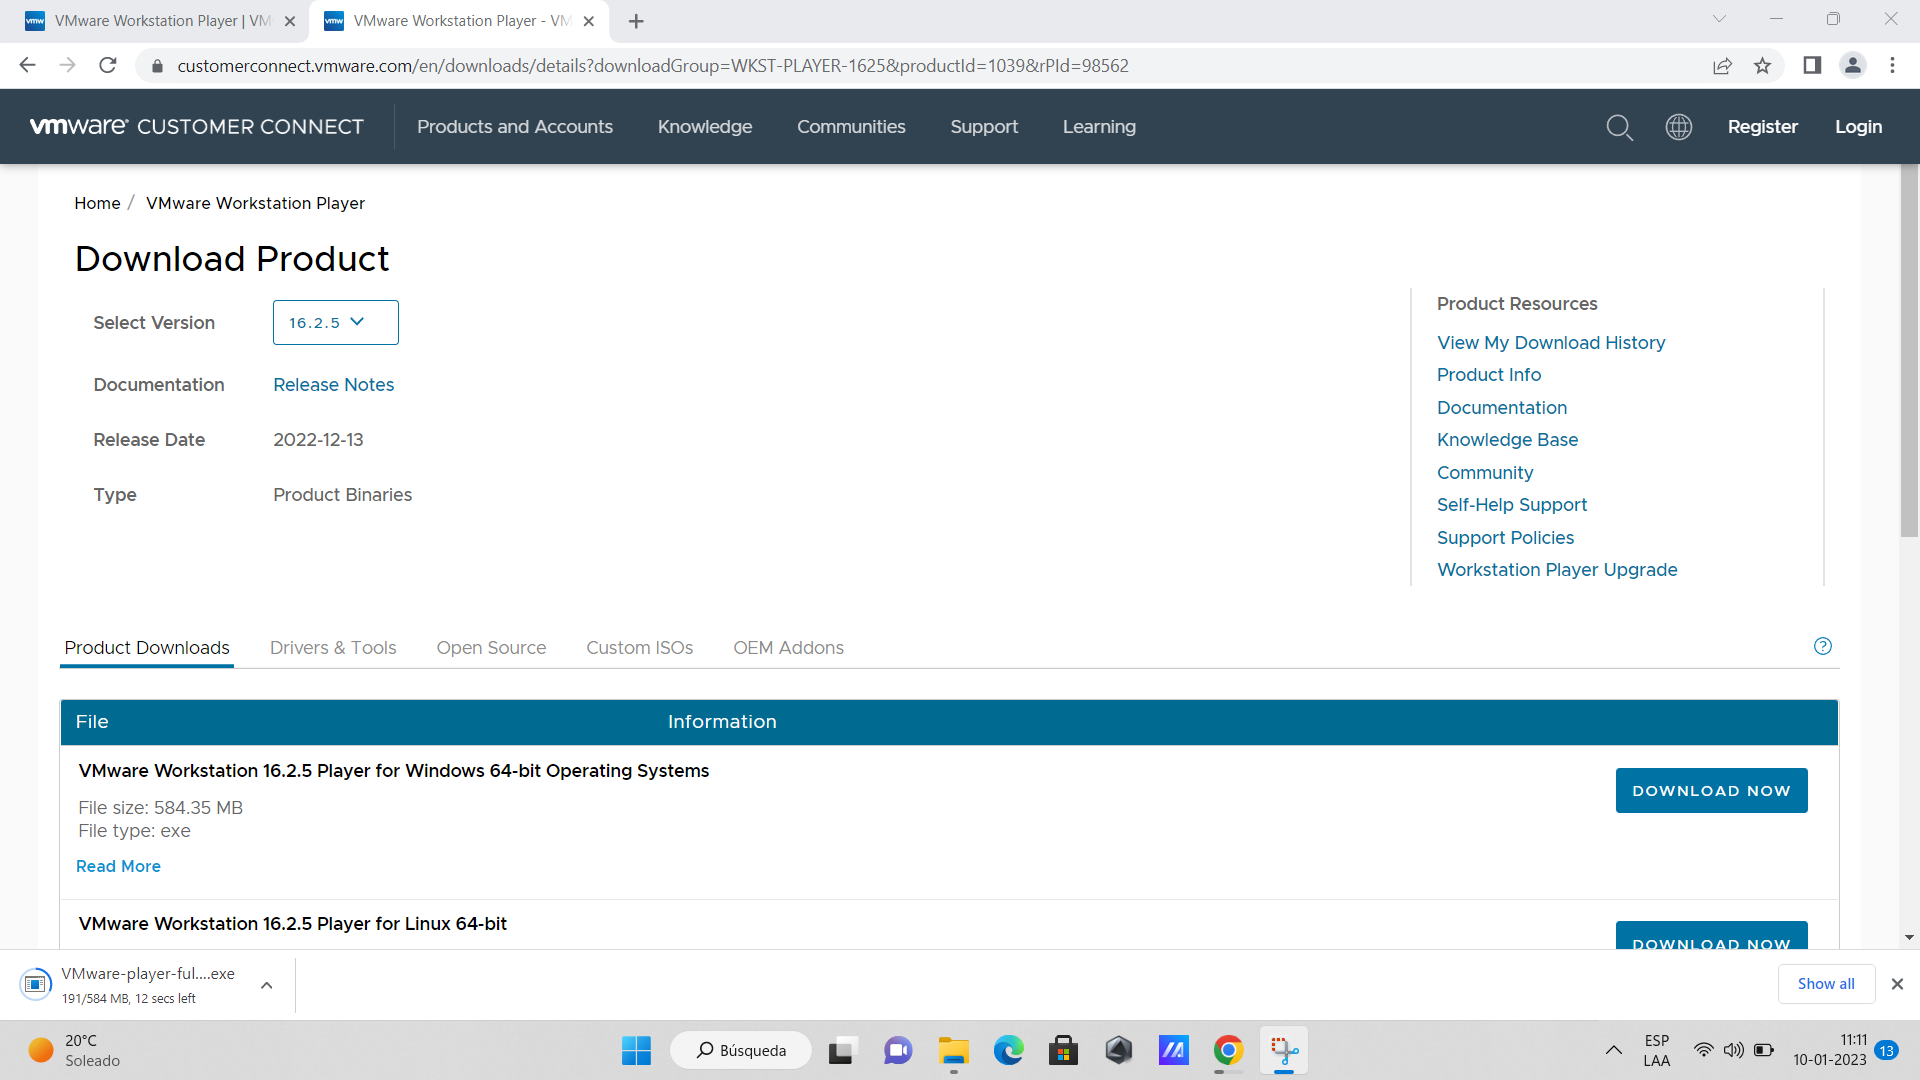 VMware Workstation Player | VM
VMware Workstation Player - VM
customerconnect.vmware.com/en/downloads/details?downloadGroup=WKST-PLAYER-1625&productId=1039&rPId=98562
vmware® CUSTOMER CONNECT
Products and Accounts
Knowledge
Communities
Support
Learning
Register
Login
Home / VMware Workstation Player
Download Product
Select Version
16.2.5
Documentation
Release Notes
Release Date
2022-12-13
Type
Product Binaries
Product Resources
View My Download History
Product Info
Documentation
Knowledge Base
Community
Self-Help Support
Support Policies
Workstation Player Upgrade
Product Downloads
Drivers & Tools
Open Source
Custom ISOs
OEM Addons
?
File
Information
VMware Workstation 16.2.5 Player for Windows 64-bit Operating Systems
File size: 584.35 MB
File type: exe
Read More
DOWNLOAD NOW
VMware Workstation 16.2.5 Player for Linux 64-bit
DOWNLOAD NOW
VMware-player-ful....exe
191/584 MB, 12 secs left
Show all
20°C
Soleado
Búsqueda
ESP
LAA
11:11
10-01-2023
13